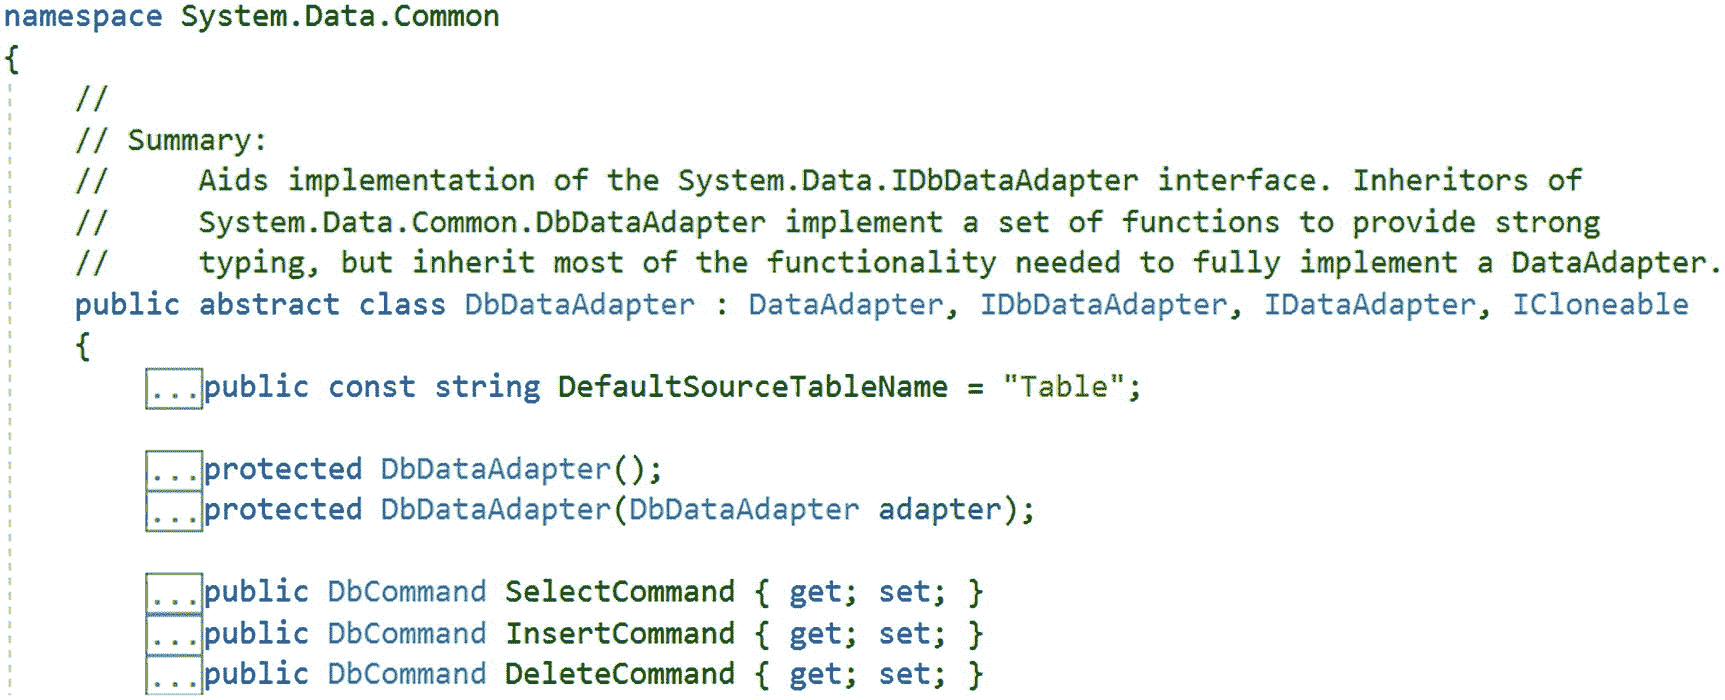 namespace System.Data.Common
{
//
// Summary:
//     Aids implementation of the System.Data.IDbDataAdapter interface. Inheritors of
//     System.Data.Common.DbDataAdapter implement a set of functions to provide strong
//     typing, but inherit most of the functionality needed to fully implement a DataAdapter.
public abstract class DbDataAdapter : DataAdapter, IDbDataAdapter, IDataAdapter, ICloneable
{
...public const string DefaultSourceTableName = "Table";
...protected DbDataAdapter();
...protected DbDataAdapter(DbDataAdapter adapter);
...public DbCommand SelectCommand { get; set; }
...public DbCommand InsertCommand { get; set; }
...public DbCommand DeleteCommand { get; set; }